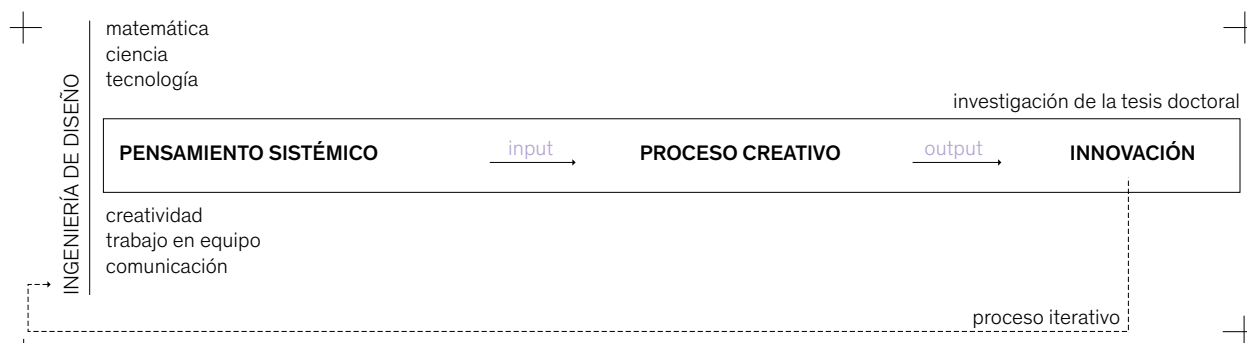 INGENIERÍA DE DISEÑO
matemática
ciencia
tecnología
investigación de la tesis doctoral
PENSAMIENTO SISTÉMICO input PROCESO CREATIVO output INNOVACIÓN
creatividad
trabajo en equipo
comunicación
proceso iterativo